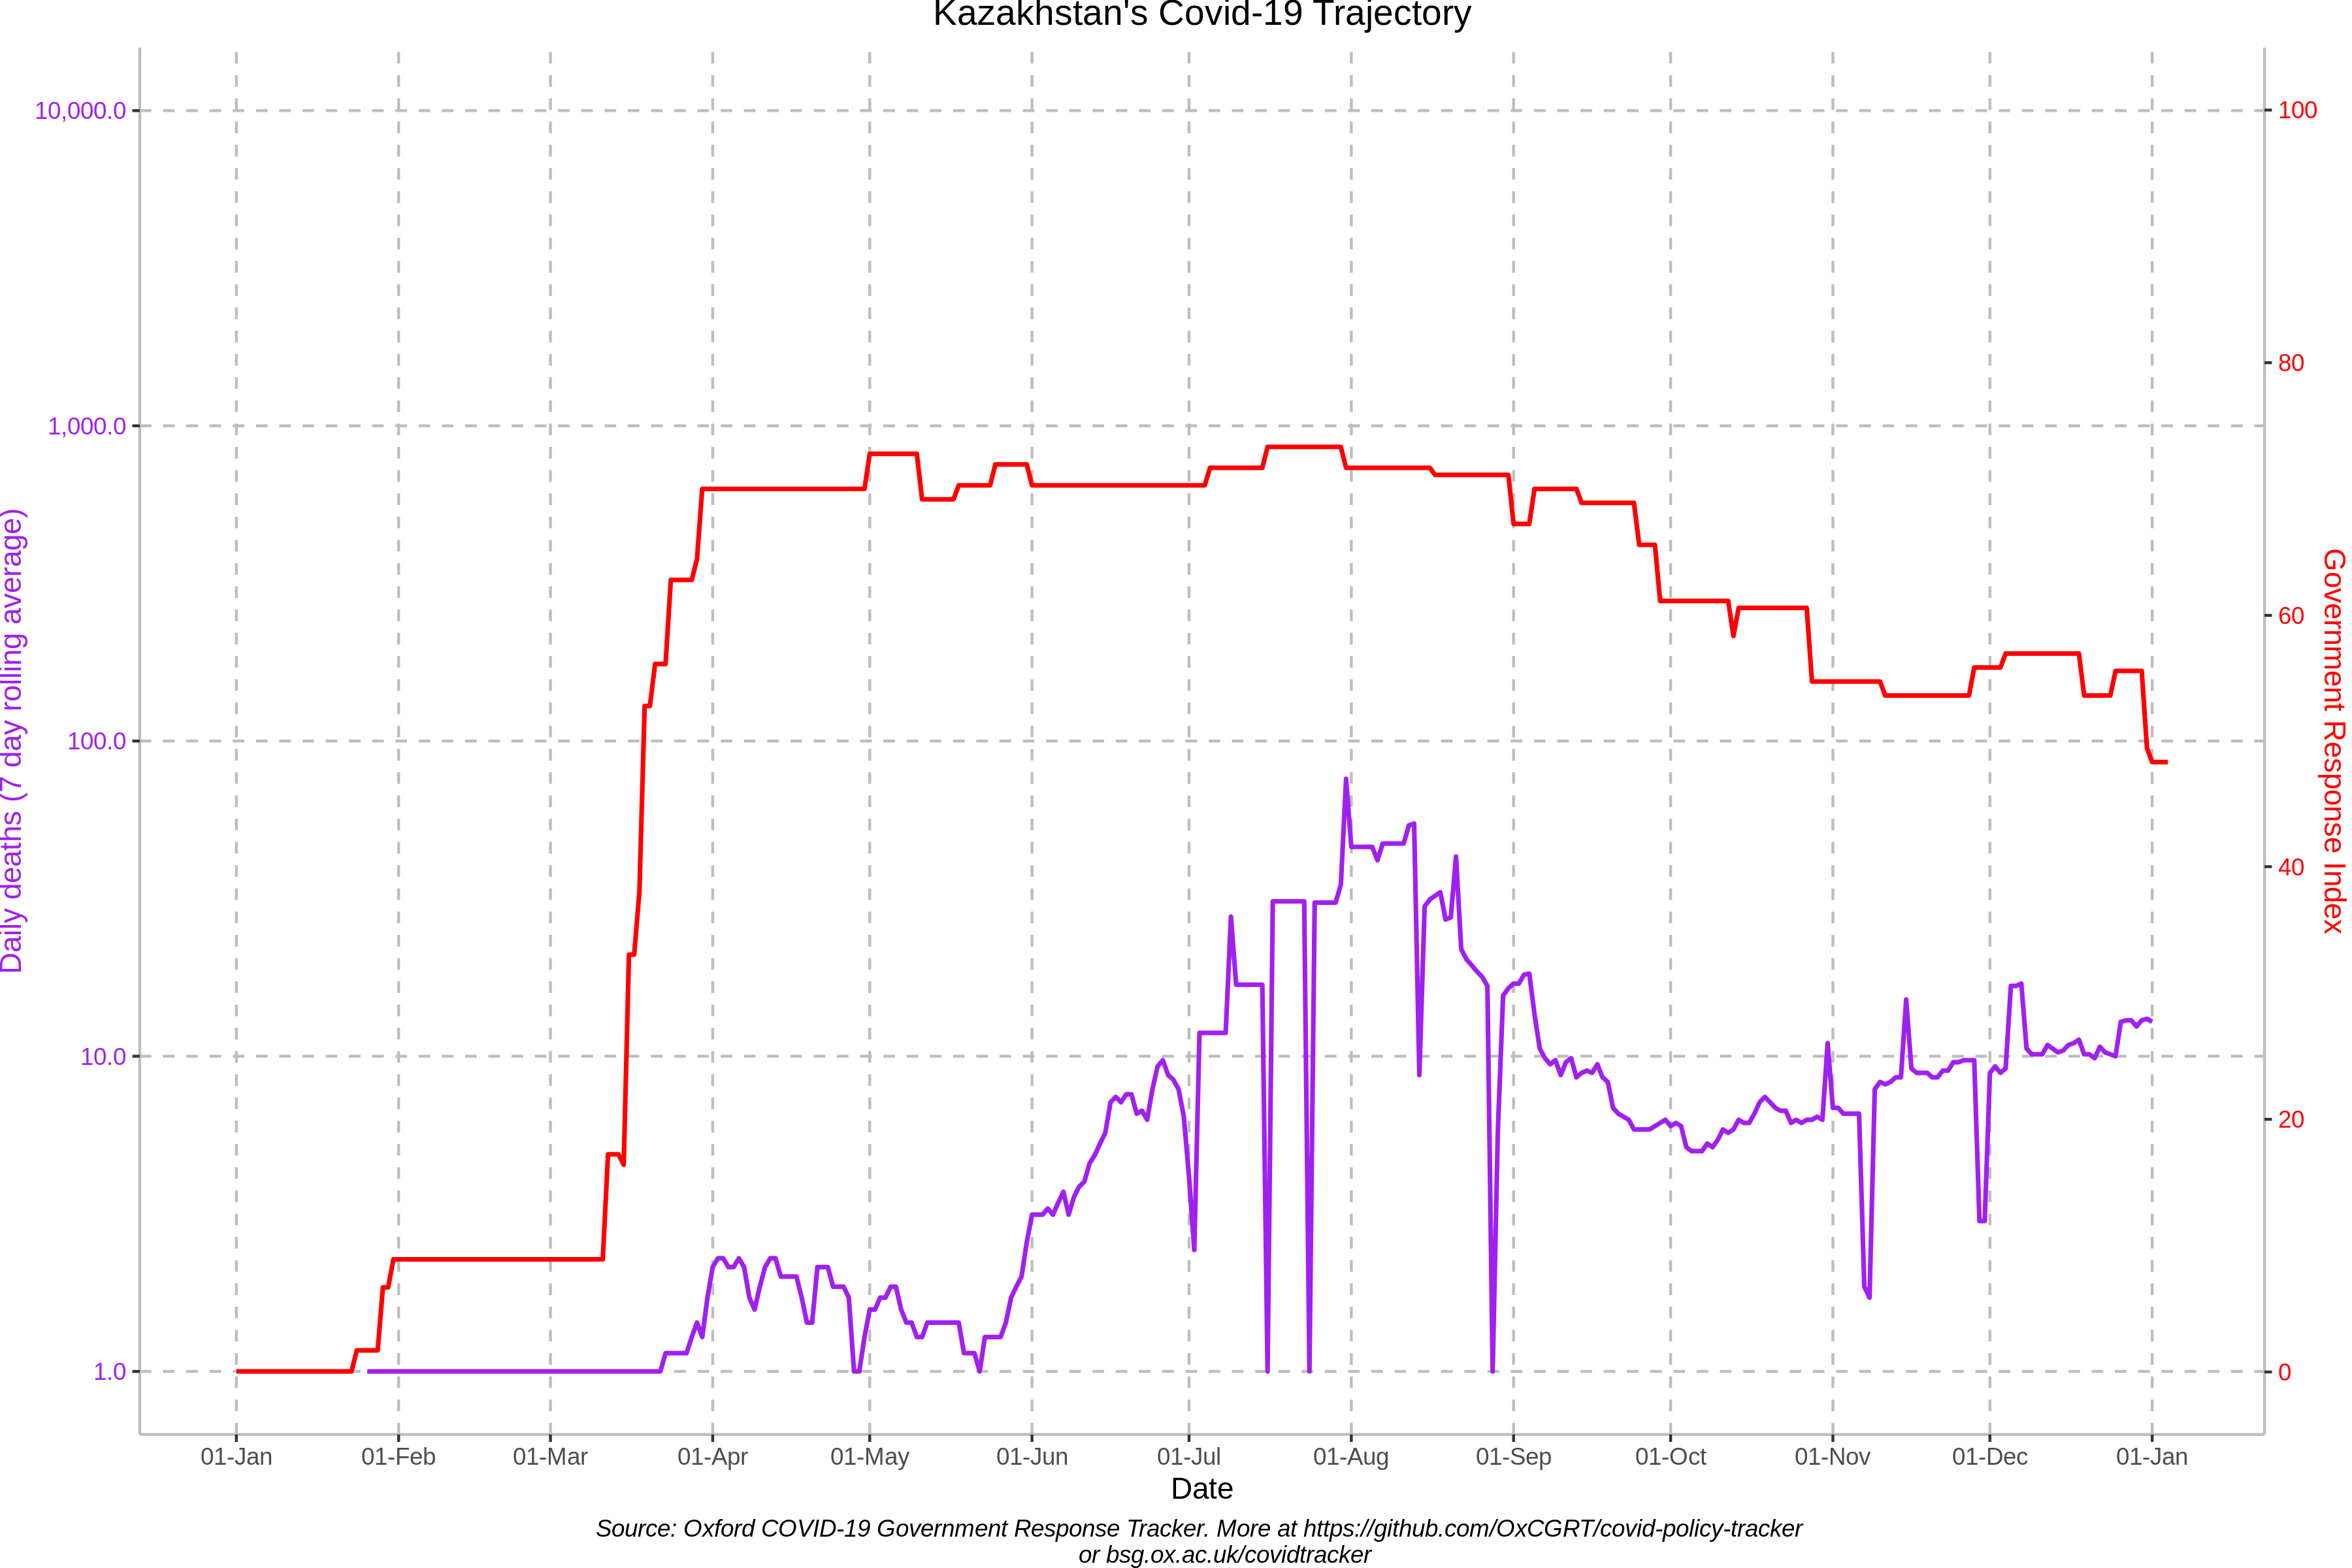 Kazakhstan's Covid-19 Trajectory
Daily deaths (7 day rolling average)
10,000.0
1,000.0
100.0
10.0
1.0
100
80
60
40
20
0
Government Response Index
01-Jan 01-Feb 01-Mar 01-Apr 01-May 01-Jun 01-Jul 01-Aug 01-Sep 01-Oct 01-Nov 01-Dec 01-Jan
Date
Source: Oxford COVID-19 Government Response Tracker. More at https://github.com/OxCGRT/covid-policy-tracker
or bsg.ox.ac.uk/covidtracker